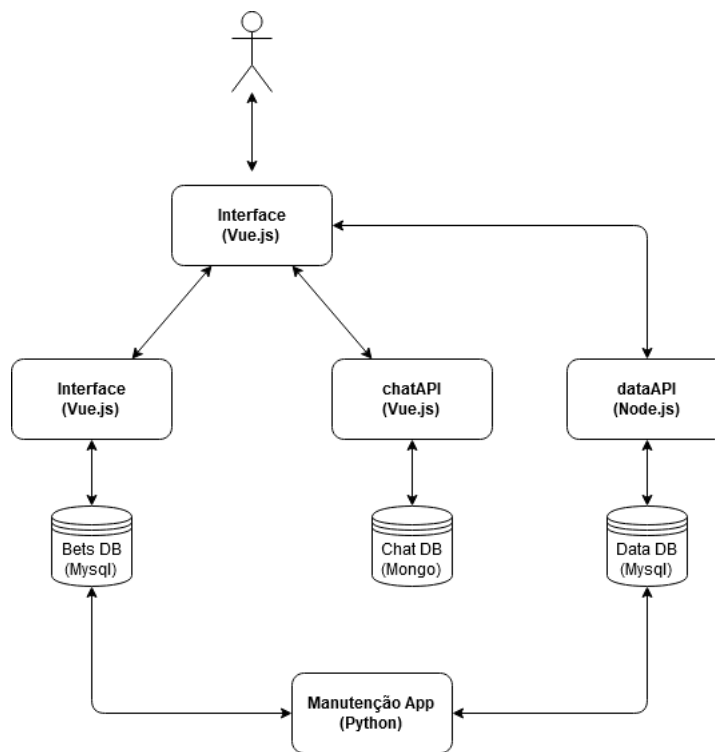 Interface
(Vue.js)
Interface
(Vue.js)
chatAPI
(Vue.js)
dataAPI
(Node.js)
Bets DB
(Mysql)
Chat DB
(Mongo)
Data DB
(Mysql)
Manutenção App
(Python)